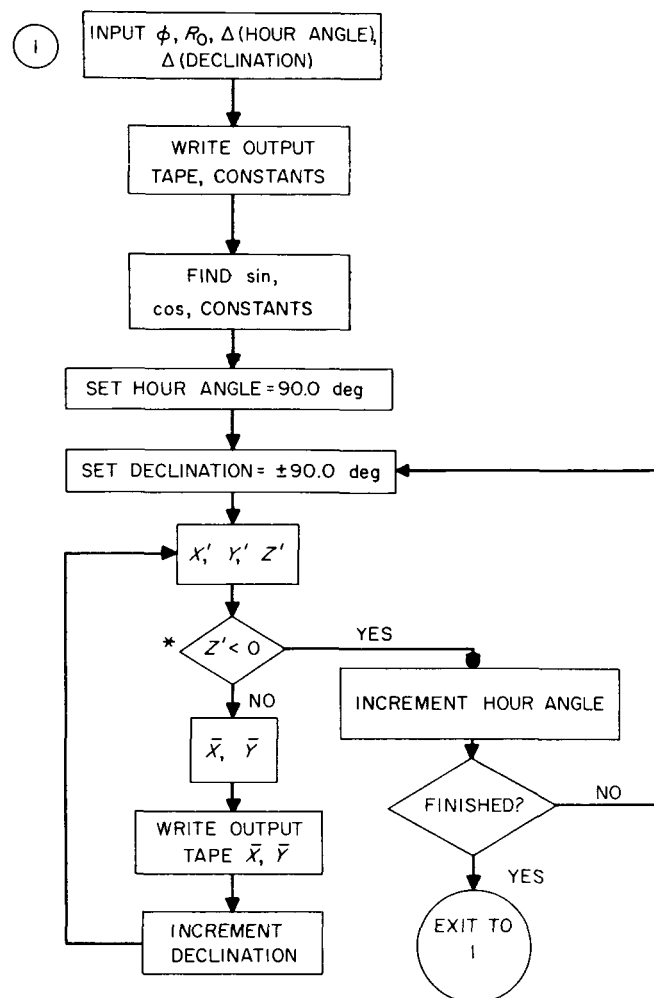 1
INPUT ϕ, R₀, Δ(HOUR ANGLE),
Δ(DECLINATION)
WRITE OUTPUT
TAPE, CONSTANTS
FIND sin,
cos, CONSTANTS
SET HOUR ANGLE = 90.0 deg
SET DECLINATION = ±90.0 deg
X,′ Y,′ Z′
* Z′ < 0
YES
NO
X̄, Ȳ
WRITE OUTPUT
TAPE X̄, Ȳ
INCREMENT
DECLINATION
INCREMENT HOUR ANGLE
FINISHED?
NO
YES
EXIT TO
1